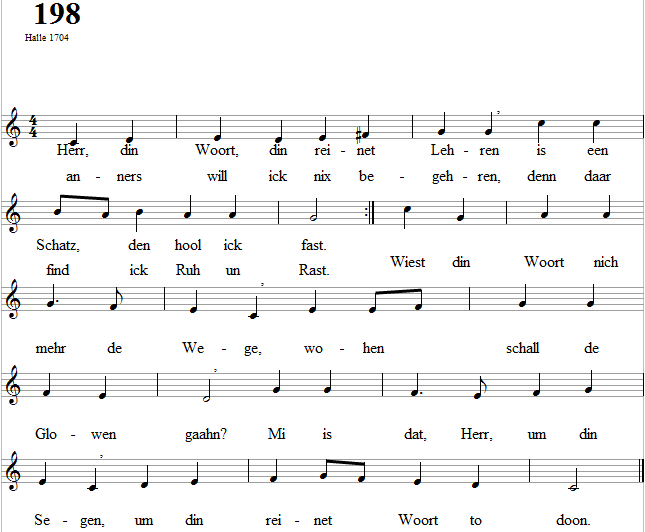 198
Halle 1704
4
4
Herr, din Woort, din rei - net Leh - ren is een
an - ners will ick nix be - geh - ren, denn daar
Schatz, den hool ick fast.
find ick Ruh un Rast. Wiest din Woort nich
mehr de We - ge, wo - hen schall de
Glo - wen gaahn? Mi is dat, Herr, um din
Se - gen, um din rei - net Woort to doon.